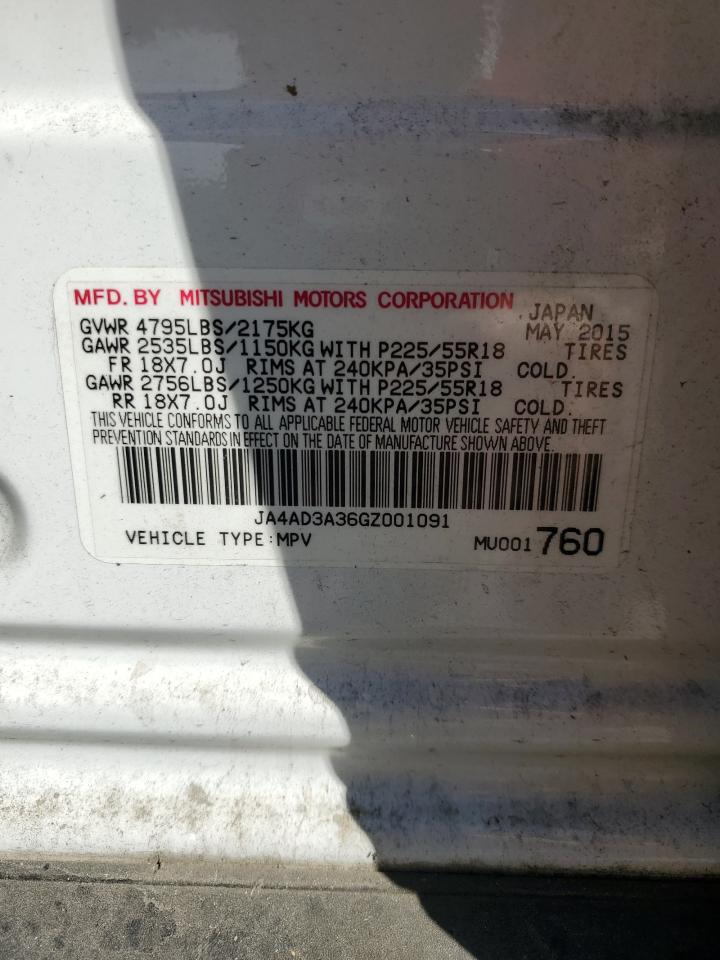 MFD. BY MITSUBISHI MOTORS CORPORATION JAPAN
GVWR 4795LBS/2175KG MAY 2015
GAWR 2535LBS/1150KG WITH P225/55R18 TIRES
FR 18X7.0J RIMS AT 240KPA/35PSI COLD.
GAWR 2756LBS/1250KG WITH P225/55R18 TIRES
RR 18X7.0J RIMS AT 240KPA/35PSI COLD.
THIS VEHICLE CONFORMS TO ALL APPLICABLE FEDERAL MOTOR VEHICLE SAFETY AND THEFT
PREVENTION STANDARDS IN EFFECT ON THE DATE OF MANUFACTURE SHOWN ABOVE.
JA4AD3A36GZ001091
VEHICLE TYPE:MPV MU001760